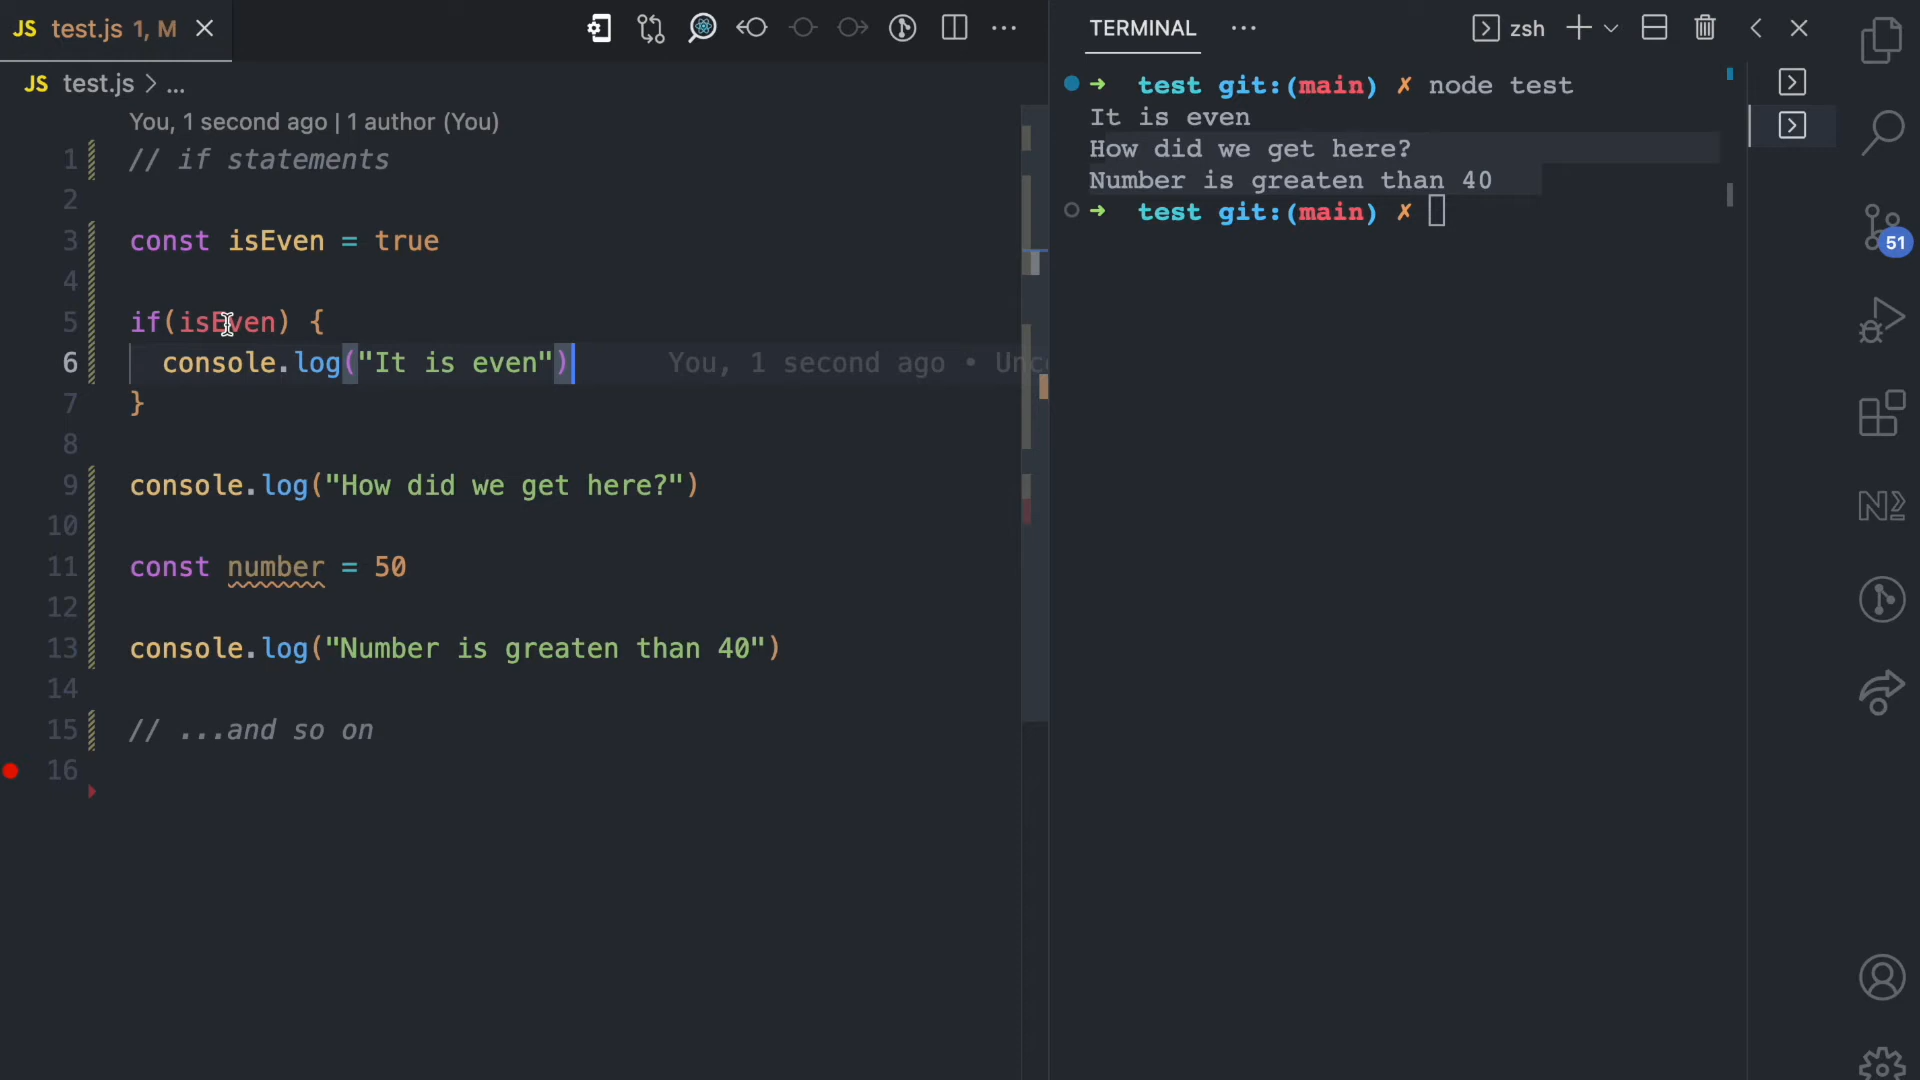 JS test.js 1, M
JS test.js > ...
You, 1 second ago | 1 author (You)
1 // if statements
2
3 const isEven = true
4
5 if(isEven) {
6 console.log("It is even") You, 1 second ago • Unc
7 }
8
9 console.log("How did we get here?")
10
11 const number = 50
12
13 console.log("Number is greaten than 40")
14
15 // ...and so on
16
TERMINAL
zsh
➜ test git:(main) ✗ node test
It is even
How did we get here?
Number is greaten than 40
➜ test git:(main) ✗
51